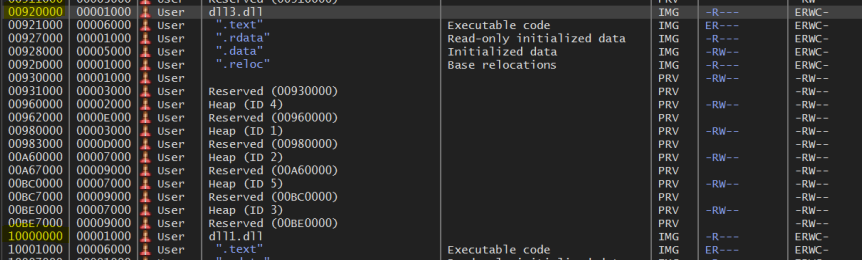 00920000 00001000 User dll3.dll IMG -R--- ERWC-
00921000 00006000 User ".text" Executable code IMG ER--- ERWC-
00927000 00001000 User ".rdata" Read-only initialized data IMG -R--- ERWC-
00928000 00005000 User ".data" Initialized data IMG -RW-- ERWC-
0092D000 00001000 User ".reloc" Base relocations IMG -R--- ERWC-
00930000 00001000 User PRV -RW-- -RW--
00931000 00003000 User Reserved (00930000) PRV -RW--
00960000 00002000 User Heap (ID 4) PRV -RW-- -RW--
00962000 0000E000 User Reserved (00960000) PRV -RW--
00980000 00003000 User Heap (ID 1) PRV -RW-- -RW--
00983000 0000D000 User Reserved (00980000) PRV -RW--
00A60000 00007000 User Heap (ID 2) PRV -RW-- -RW--
00A67000 00009000 User Reserved (00A60000) PRV -RW--
00BC0000 00007000 User Heap (ID 5) PRV -RW-- -RW--
00BC7000 00009000 User Reserved (00BC0000) PRV -RW--
00BE0000 00007000 User Heap (ID 3) PRV -RW-- -RW--
00BE7000 00009000 User Reserved (00BE0000) PRV -RW--
10000000 00001000 User dll1.dll IMG -R--- ERWC-
10001000 00006000 User ".text" Executable code IMG ER--- ERWC-